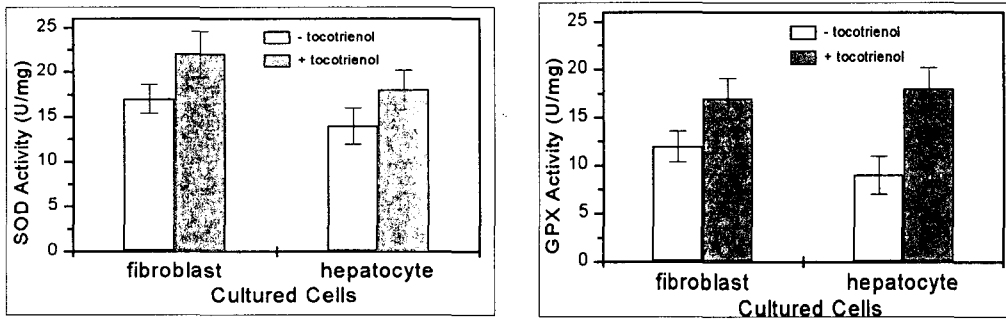 SOD Activity (U/mg)
25
20
15
10
5
0
- tocotrienol
+ tocotrienol
fibroblast
hepatocyte
Cultured Cells
GPX Activity (U/mg)
25
20
15
10
5
0
- tocotrienol
+ tocotrienol
fibroblast
hepatocyte
Cultured Cells